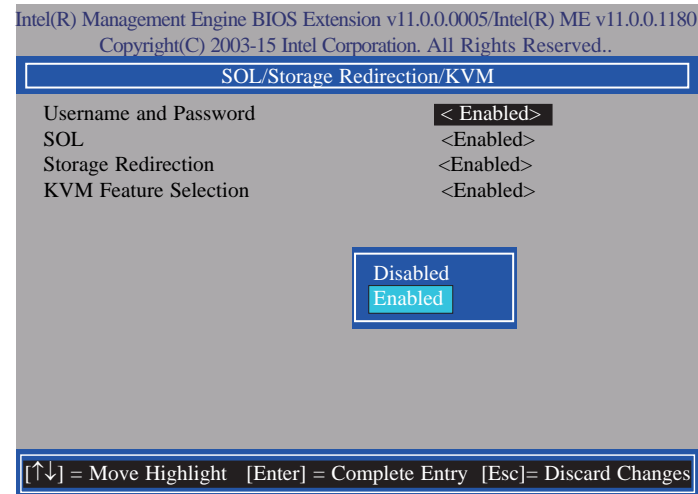 Intel(R) Management Engine BIOS Extension v11.0.0.0005/Intel(R) ME v11.0.0.1180
Copyright(C) 2003-15 Intel Corporation. All Rights Reserved..
SOL/Storage Redirection/KVM
Username and Password < Enabled>
SOL <Enabled>
Storage Redirection <Enabled>
KVM Feature Selection <Enabled>
Disabled
Enabled
[↑↓] = Move Highlight [Enter] = Complete Entry [Esc]= Discard Changes